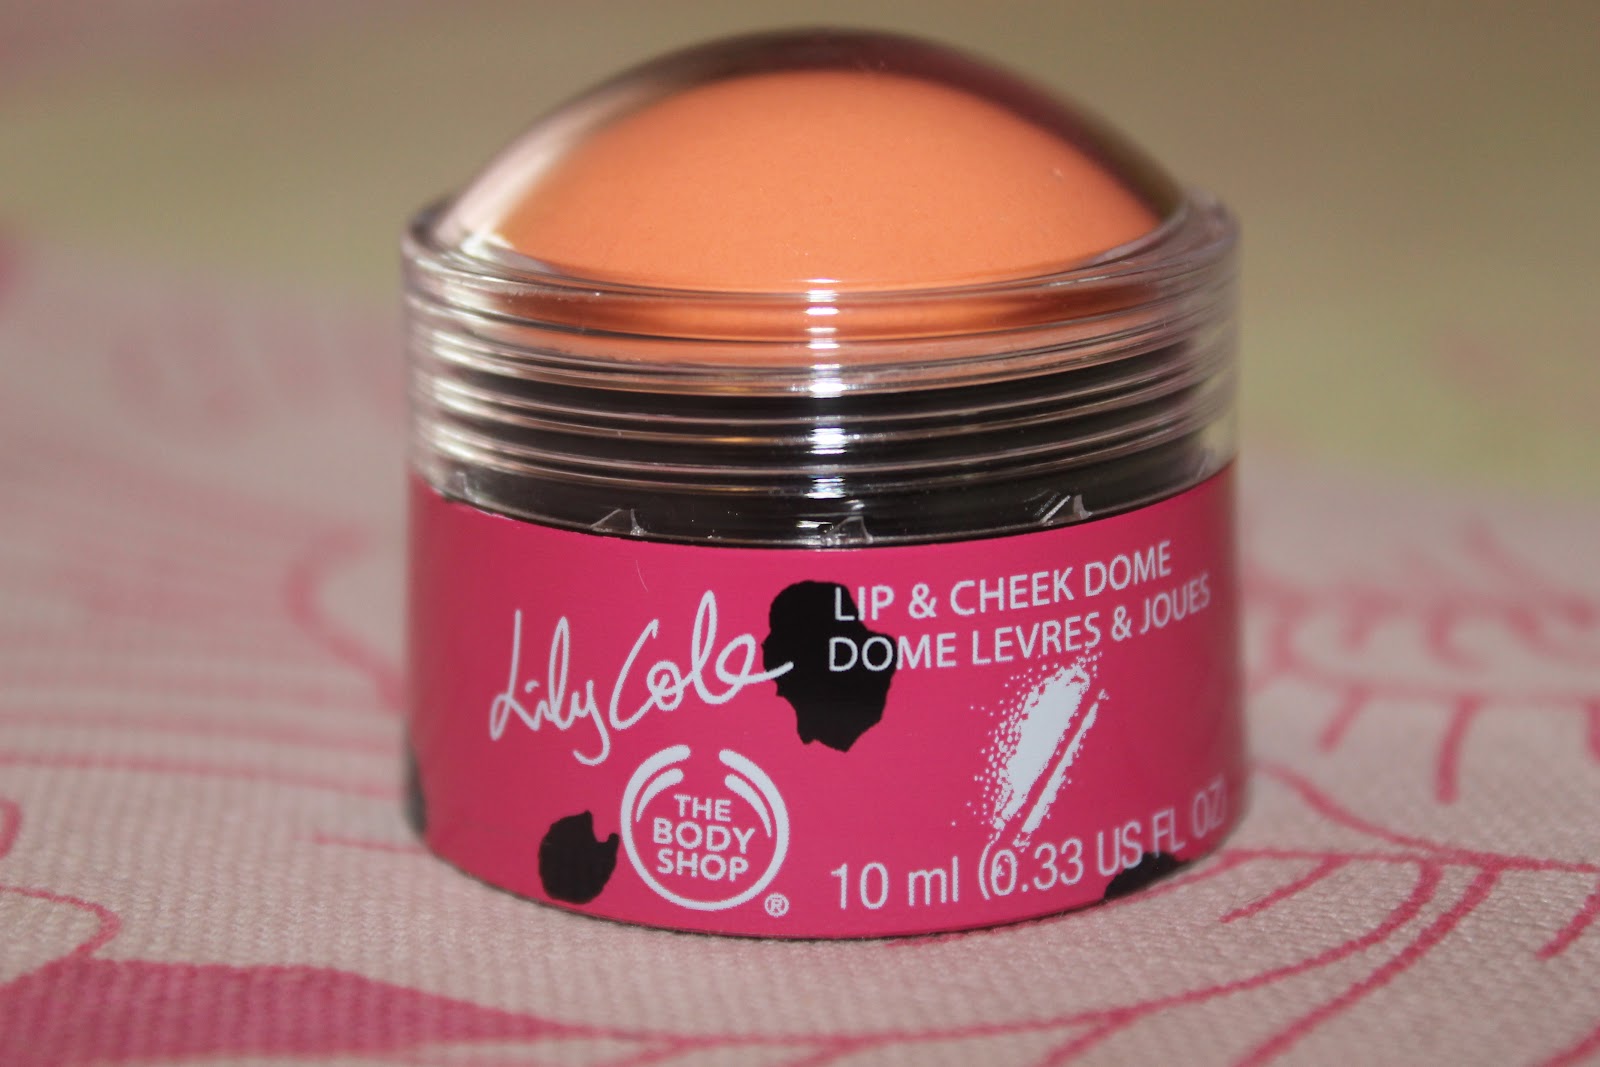 Lily Cole
LIP & CHEEK DOME
DOME LEVRES & JOUES
THE
BODY
SHOP
®
10 ml (0.33 US FL OZ)